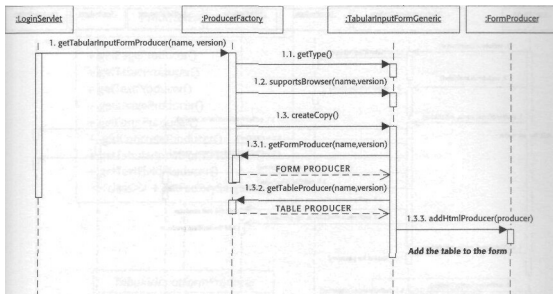 :LoginServlet
:ProducerFactory
:TabularInputFormGeneric
:FormProducer
1. getTabularInputFormProducer(name, version)
1.1. getType()
1.2. supportsBrowser(name,version)
1.3. createCopy()
1.3.1. getFormProducer(name,version)
FORM PRODUCER
1.3.2. getTableProducer(name,version)
TABLE PRODUCER
1.3.3. addHtmlProducer(producer)
Add the table to the form